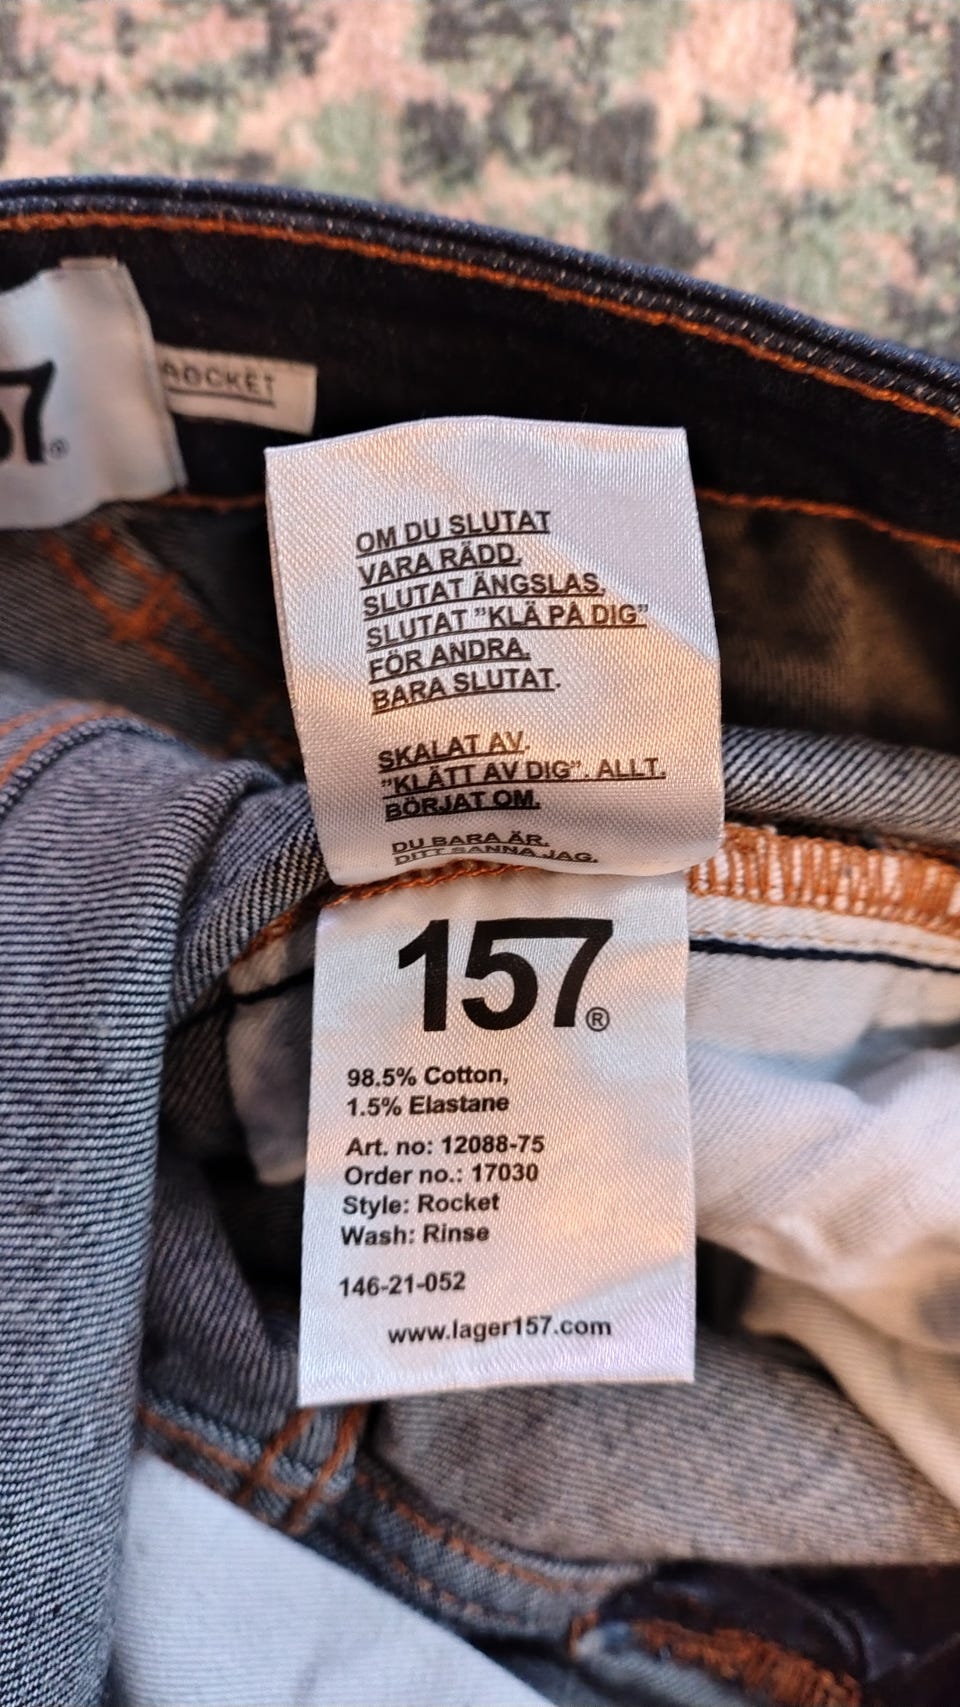 57®
ROCKET
OM DU SLUTAT
VARA RÄDD.
SLUTAT ÄNGSLAS.
SLUTAT ”KLÄ PÅ DIG”
FÖR ANDRA.
BARA SLUTAT.
SKALAT AV.
”KLÄTT AV DIG”. ALLT.
BÖRJAT OM.
DU BARA ÄR.
DITT SANNA JAG.
157®
98.5% Cotton,
1.5% Elastane
Art. no: 12088-75
Order no.: 17030
Style: Rocket
Wash: Rinse
146-21-052
www.lager157.com